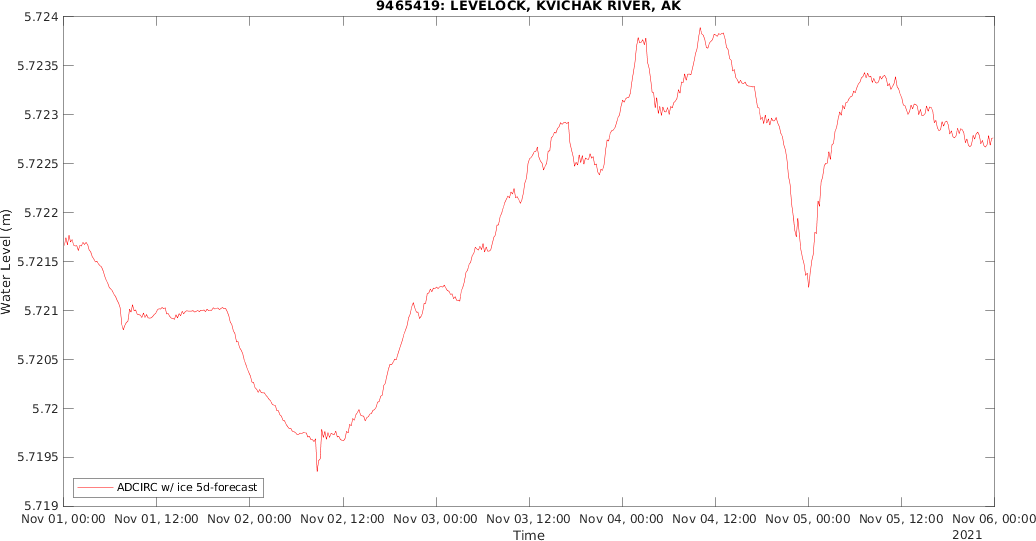 9465419: LEVELOCK, KVICHAK RIVER, AK
5.724
5.7235
5.723
5.7225
5.722
5.7215
5.721
5.7205
5.72
5.7195
5.719
Water Level (m)
ADCIRC w/ ice 5d-forecast
Nov 01, 00:00 Nov 01, 12:00 Nov 02, 00:00 Nov 02, 12:00 Nov 03, 00:00 Nov 03, 12:00 Nov 04, 00:00 Nov 04, 12:00 Nov 05, 00:00 Nov 05, 12:00 Nov 06, 00:00
Time
2021